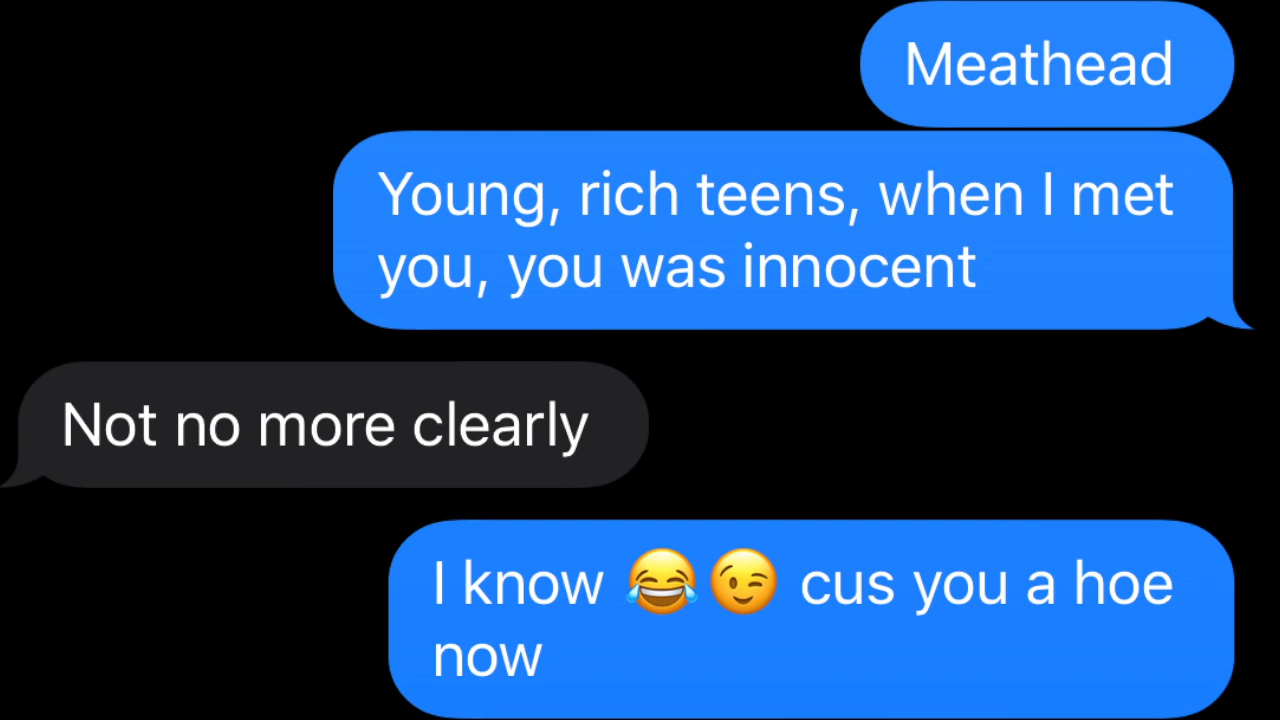 Meathead
Young, rich teens, when I met
you, you was innocent
Not no more clearly
I know 😂😉 cus you a hoe
now